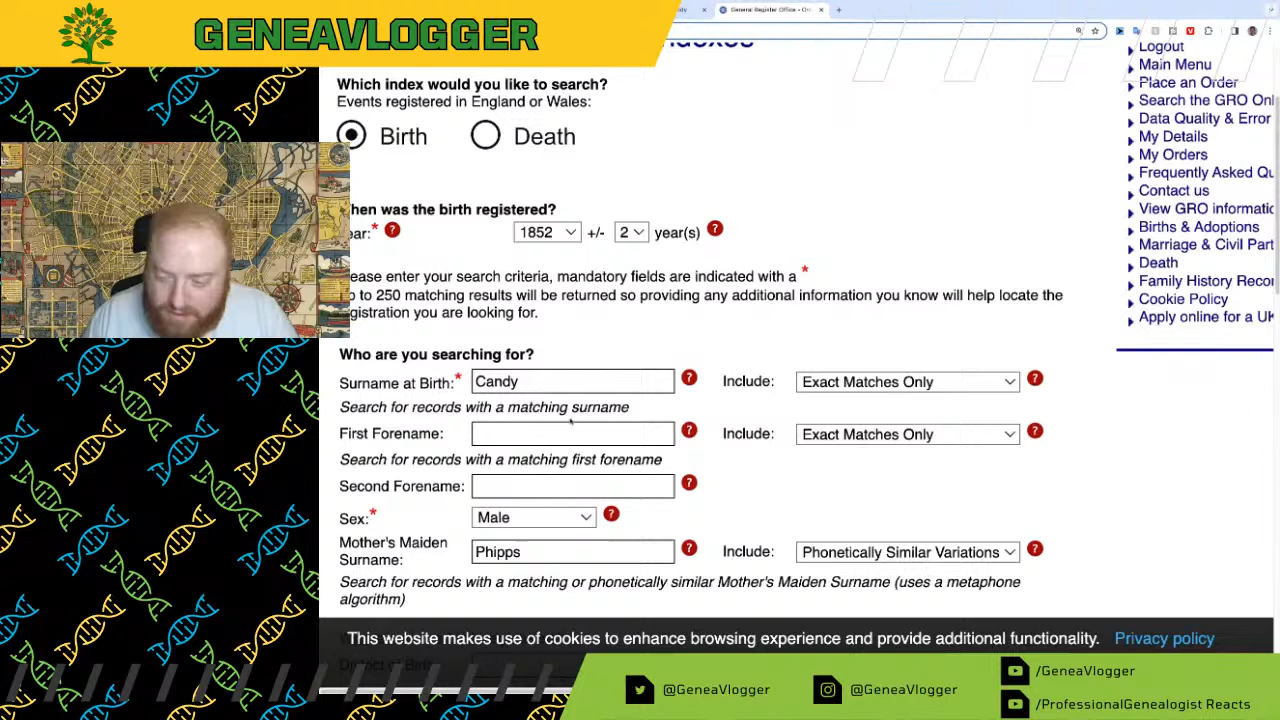 GENEAVLOGGER
General Register Office - On
Which index would you like to search?
Events registered in England or Wales:
Birth
Death
hen was the birth registered?
ear:* ? 1852 +/- 2 year(s) ?
ease enter your search criteria, mandatory fields are indicated with a *
p to 250 matching results will be returned so providing any additional information you know will help locate the
gistration you are looking for.
Who are you searching for?
Surname at Birth:* Candy ? Include: Exact Matches Only ?
Search for records with a matching surname
First Forename: ? Include: Exact Matches Only ?
Search for records with a matching first forename
Second Forename: ?
Sex:* Male ?
Mother's Maiden
Surname: Phipps ? Include: Phonetically Similar Variations ?
Search for records with a matching or phonetically similar Mother's Maiden Surname (uses a metaphone
algorithm)
Logout
Main Menu
Place an Order
Search the GRO Onl
Data Quality & Error
My Details
My Orders
Frequently Asked Qu
Contact us
View GRO informatio
Births & Adoptions
Marriage & Civil Part
Death
Family History Recor
Cookie Policy
Apply online for a UK
This website makes use of cookies to enhance browsing experience and provide additional functionality. Privacy policy
District of Birth
@GeneaVlogger
@GeneaVlogger
/GeneaVlogger
/ProfessionalGenealogist Reacts